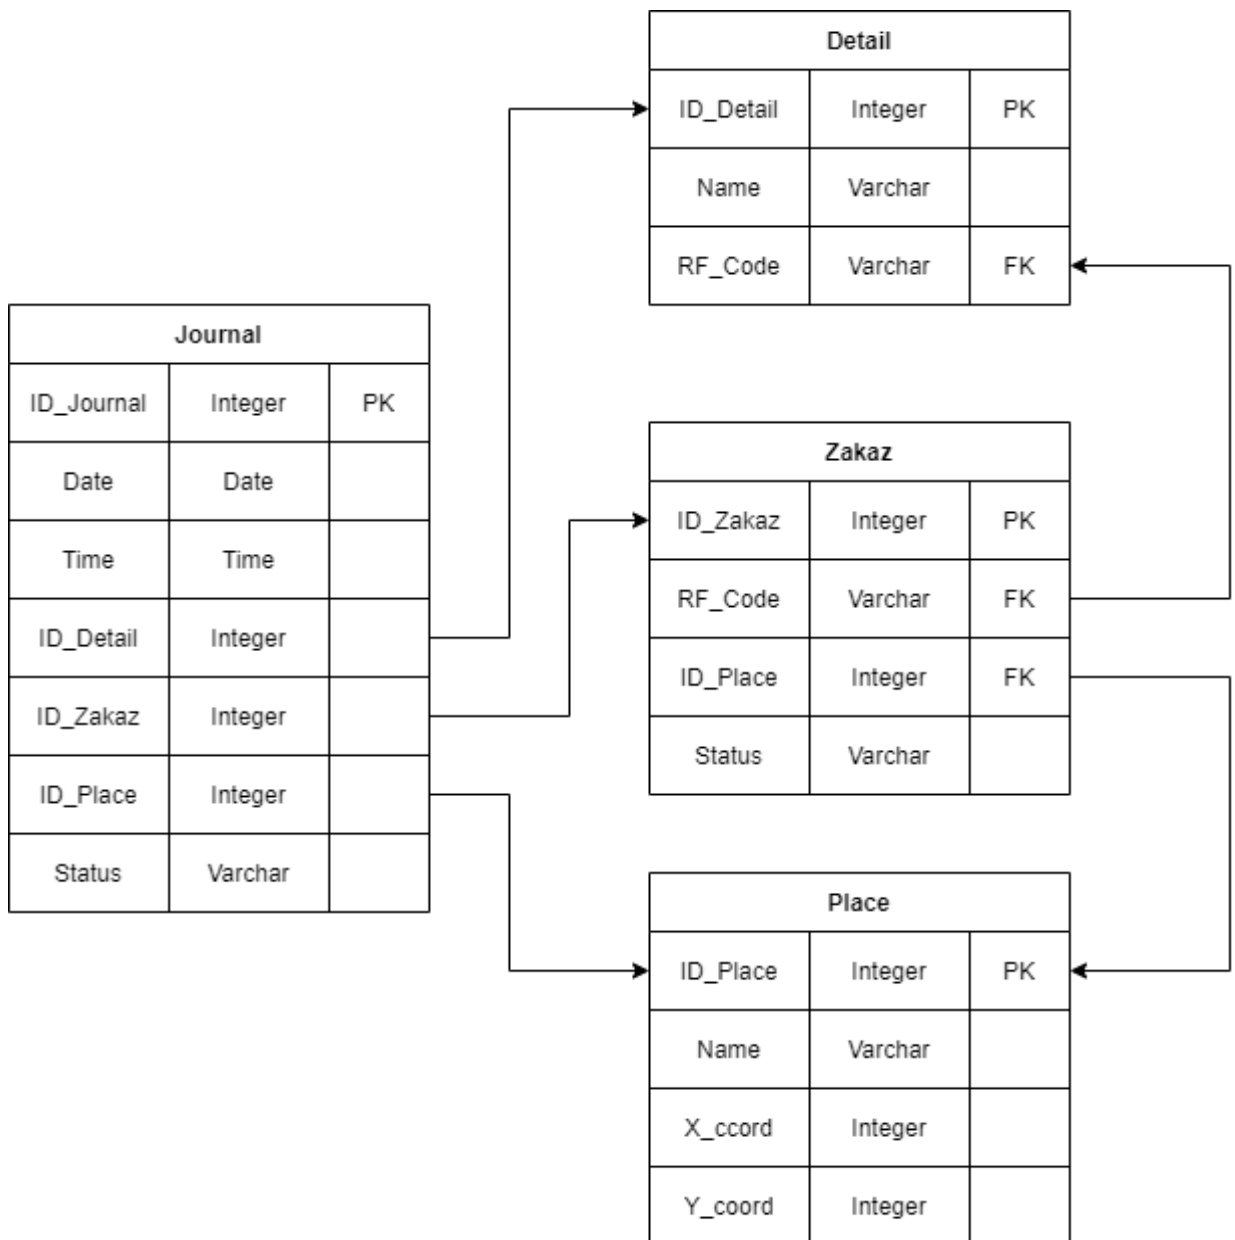 Detail
ID_Detail Integer PK
Name Varchar
RF_Code Varchar FK
Journal
ID_Journal Integer PK
Date Date
Time Time
ID_Detail Integer
ID_Zakaz Integer
ID_Place Integer
Status Varchar
Zakaz
ID_Zakaz Integer PK
RF_Code Varchar FK
ID_Place Integer FK
Status Varchar
Place
ID_Place Integer PK
Name Varchar
X_ccord Integer
Y_coord Integer